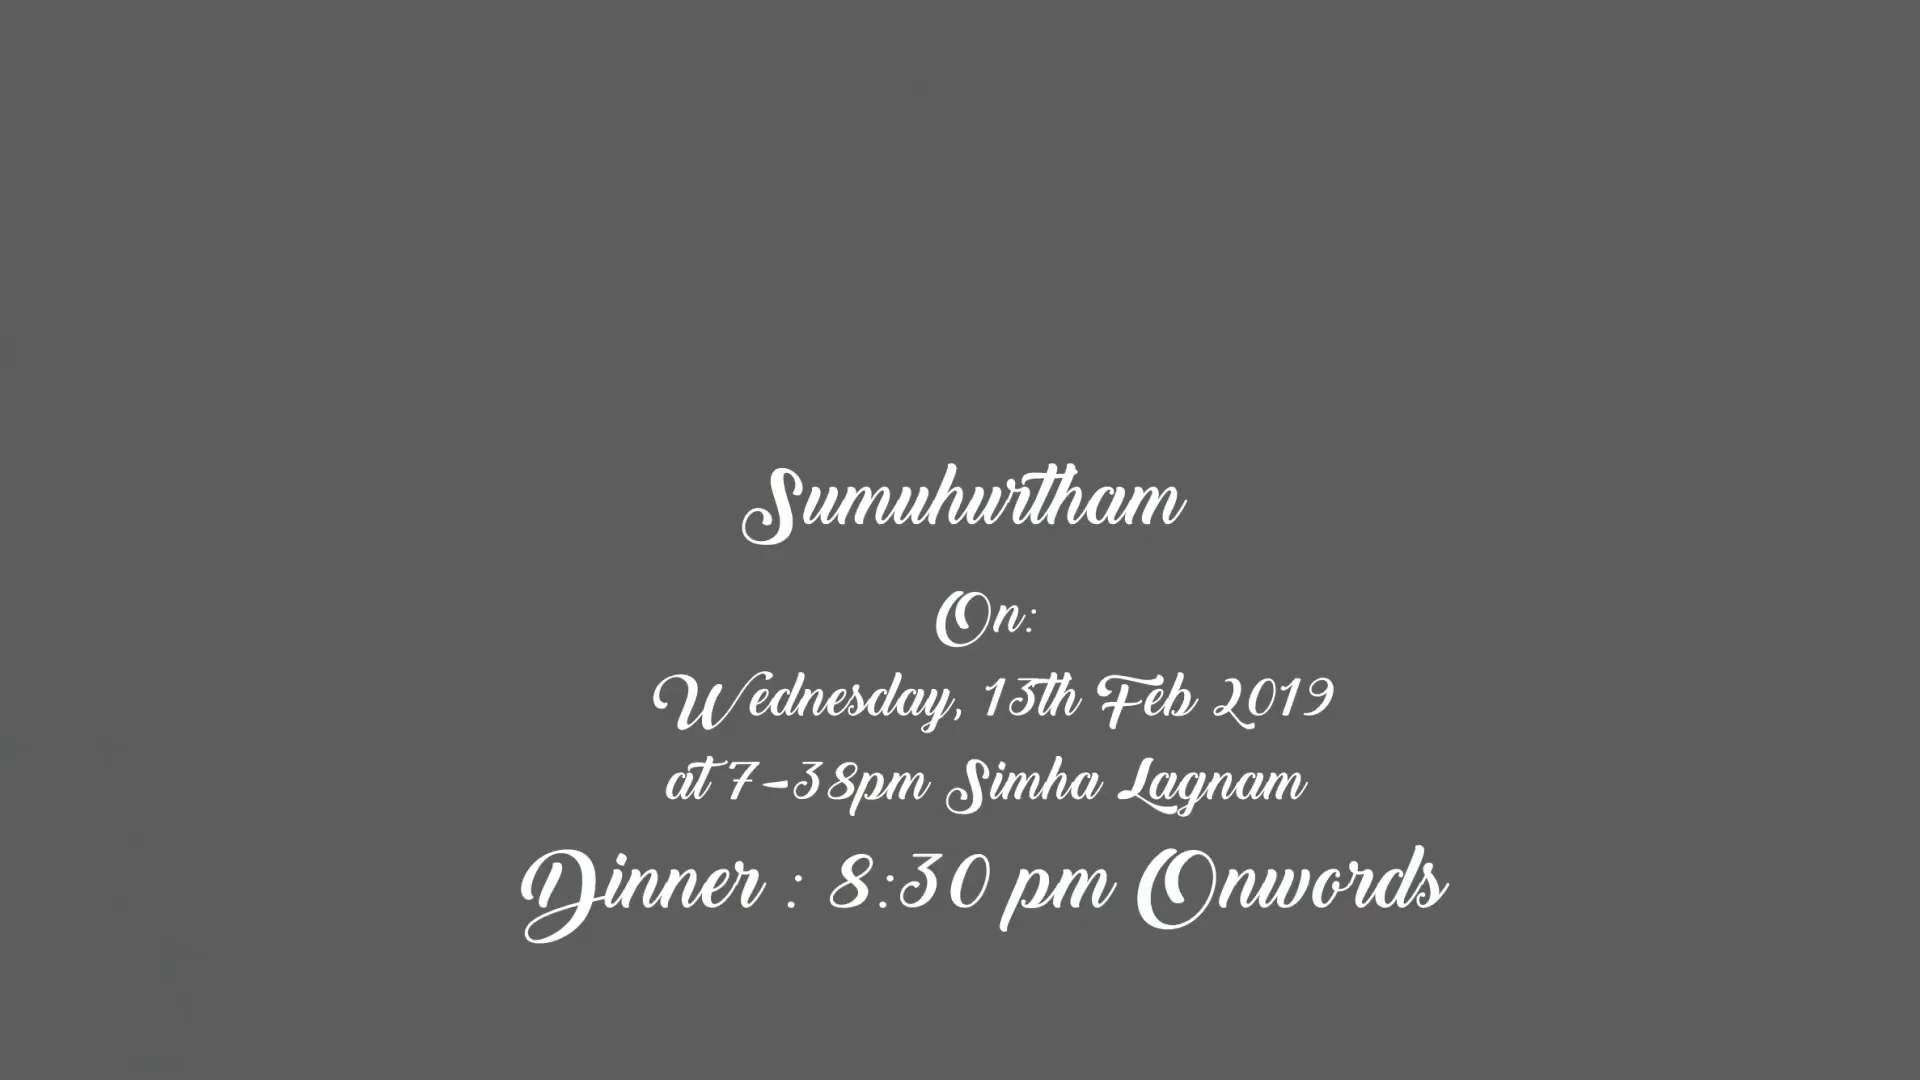 Sumuhurtham
On:
Wednesday, 13th Feb 2019
at 7-38pm Simha Lagnam
Dinner : 8:30 pm Onwords